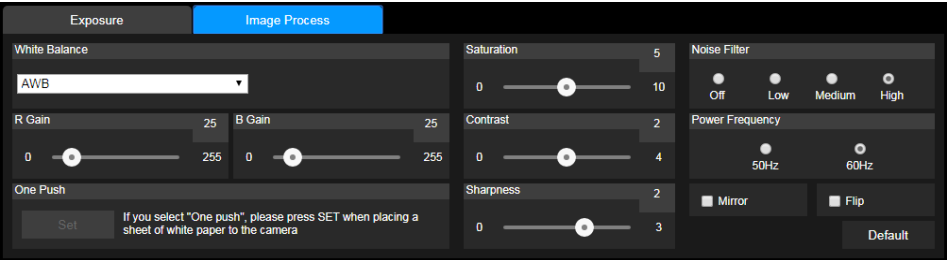 Exposure
Image Process
White Balance
AWB
R Gain
25
0
255
B Gain
25
0
255
One Push
Set
If you select "One push", please press SET when placing a
sheet of white paper to the camera
Saturation
5
0
10
Contrast
2
0
4
Sharpness
2
0
3
Noise Filter
Off
Low
Medium
High
Power Frequency
50Hz
60Hz
Mirror
Flip
Default